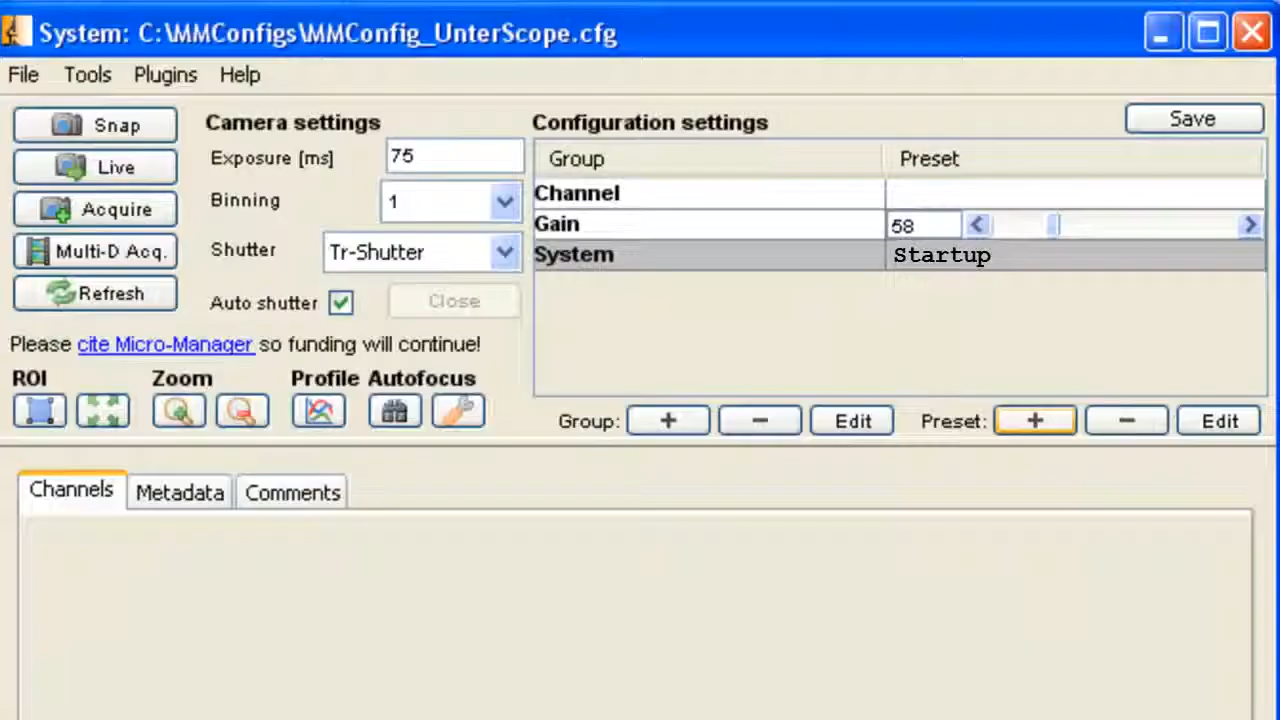 System: C:\MMConfigs\MMConfig_UnterScope.cfg
File Tools Plugins Help
Snap
Live
Acquire
Multi-D Acq.
Refresh
Camera settings
Exposure [ms] 75
Binning 1
Shutter Tr-Shutter
Auto shutter Close
Configuration settings Save
Group Preset
Channel
Gain 58
System Startup
Please cite Micro-Manager so funding will continue!
ROI Zoom Profile Autofocus
Group: + - Edit Preset: + - Edit
Channels Metadata Comments